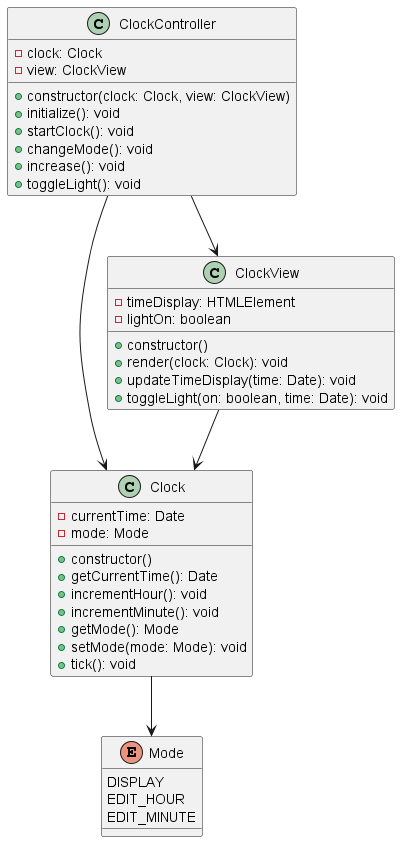 C ClockController
clock: Clock
view: ClockView
constructor(clock: Clock, view: ClockView)
initialize(): void
startClock(): void
changeMode(): void
increase(): void
toggleLight(): void
C ClockView
timeDisplay: HTMLElement
lightOn: boolean
constructor()
render(clock: Clock): void
updateTimeDisplay(time: Date): void
toggleLight(on: boolean, time: Date): void
C Clock
currentTime: Date
mode: Mode
constructor()
getCurrentTime(): Date
incrementHour(): void
incrementMinute(): void
getMode(): Mode
setMode(mode: Mode): void
tick(): void
E Mode
DISPLAY
EDIT_HOUR
EDIT_MINUTE